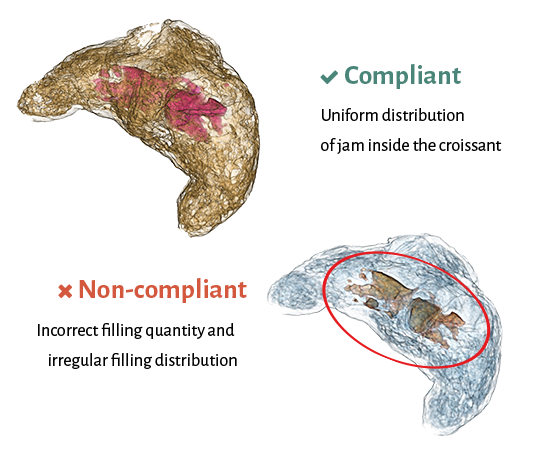 Compliant
Uniform distribution
of jam inside the croissant
Non-compliant
Incorrect filling quantity and
irregular filling distribution